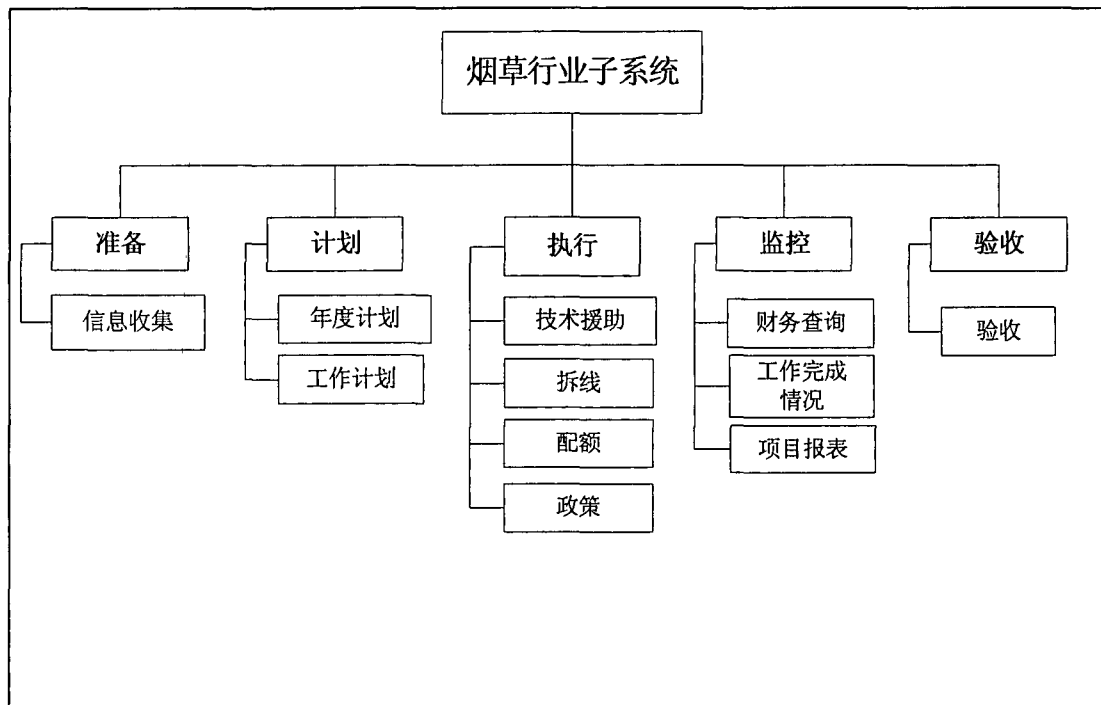 烟草行业子系统
准备
计划
执行
监控
验收
信息收集
年度计划
工作计划
技术援助
拆线
配额
政策
财务查询
工作完成
情况
项目报表
验收